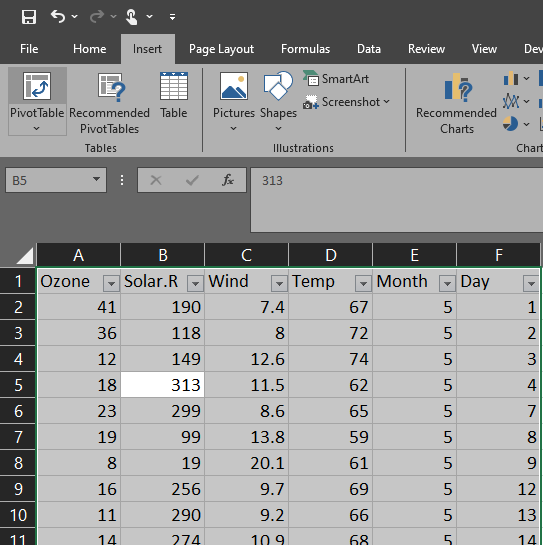 File Home Insert Page Layout Formulas Data Review View Dev
PivotTable Recommended PivotTables Table Pictures Shapes SmartArt Screenshot Recommended Charts
Tables Illustrations Chart
B5 fx 313
A B C D E F
1 Ozone Solar.R Wind Temp Month Day
2 41 190 7.4 67 5 1
3 36 118 8 72 5 2
4 12 149 12.6 74 5 3
5 18 313 11.5 62 5 4
6 23 299 8.6 65 5 7
7 19 99 13.8 59 5 8
8 8 19 20.1 61 5 9
9 16 256 9.7 69 5 12
10 11 290 9.2 66 5 13
11 14 274 10.9 68 5 14